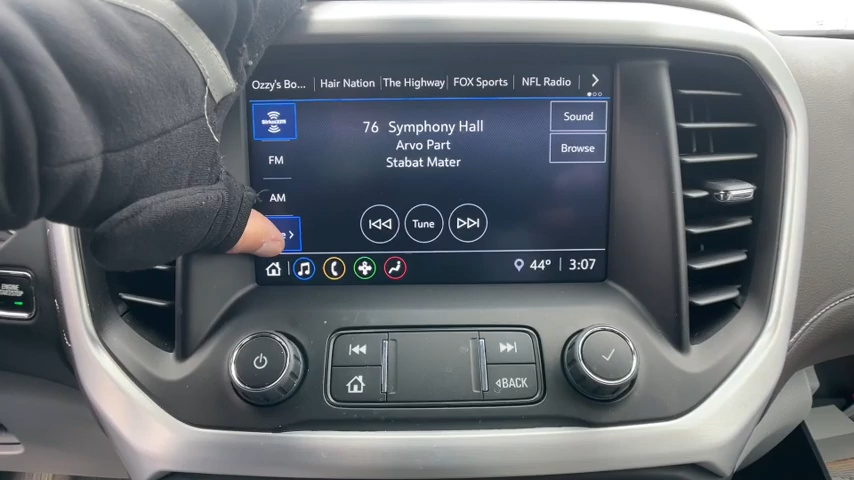 Ozzy's Bo... Hair Nation The Highway FOX Sports NFL Radio
SiriusXM
76 Symphony Hall
Arvo Part
Stabat Mater
Sound
Browse
FM
AM
Tune
44° 3:07
BACK